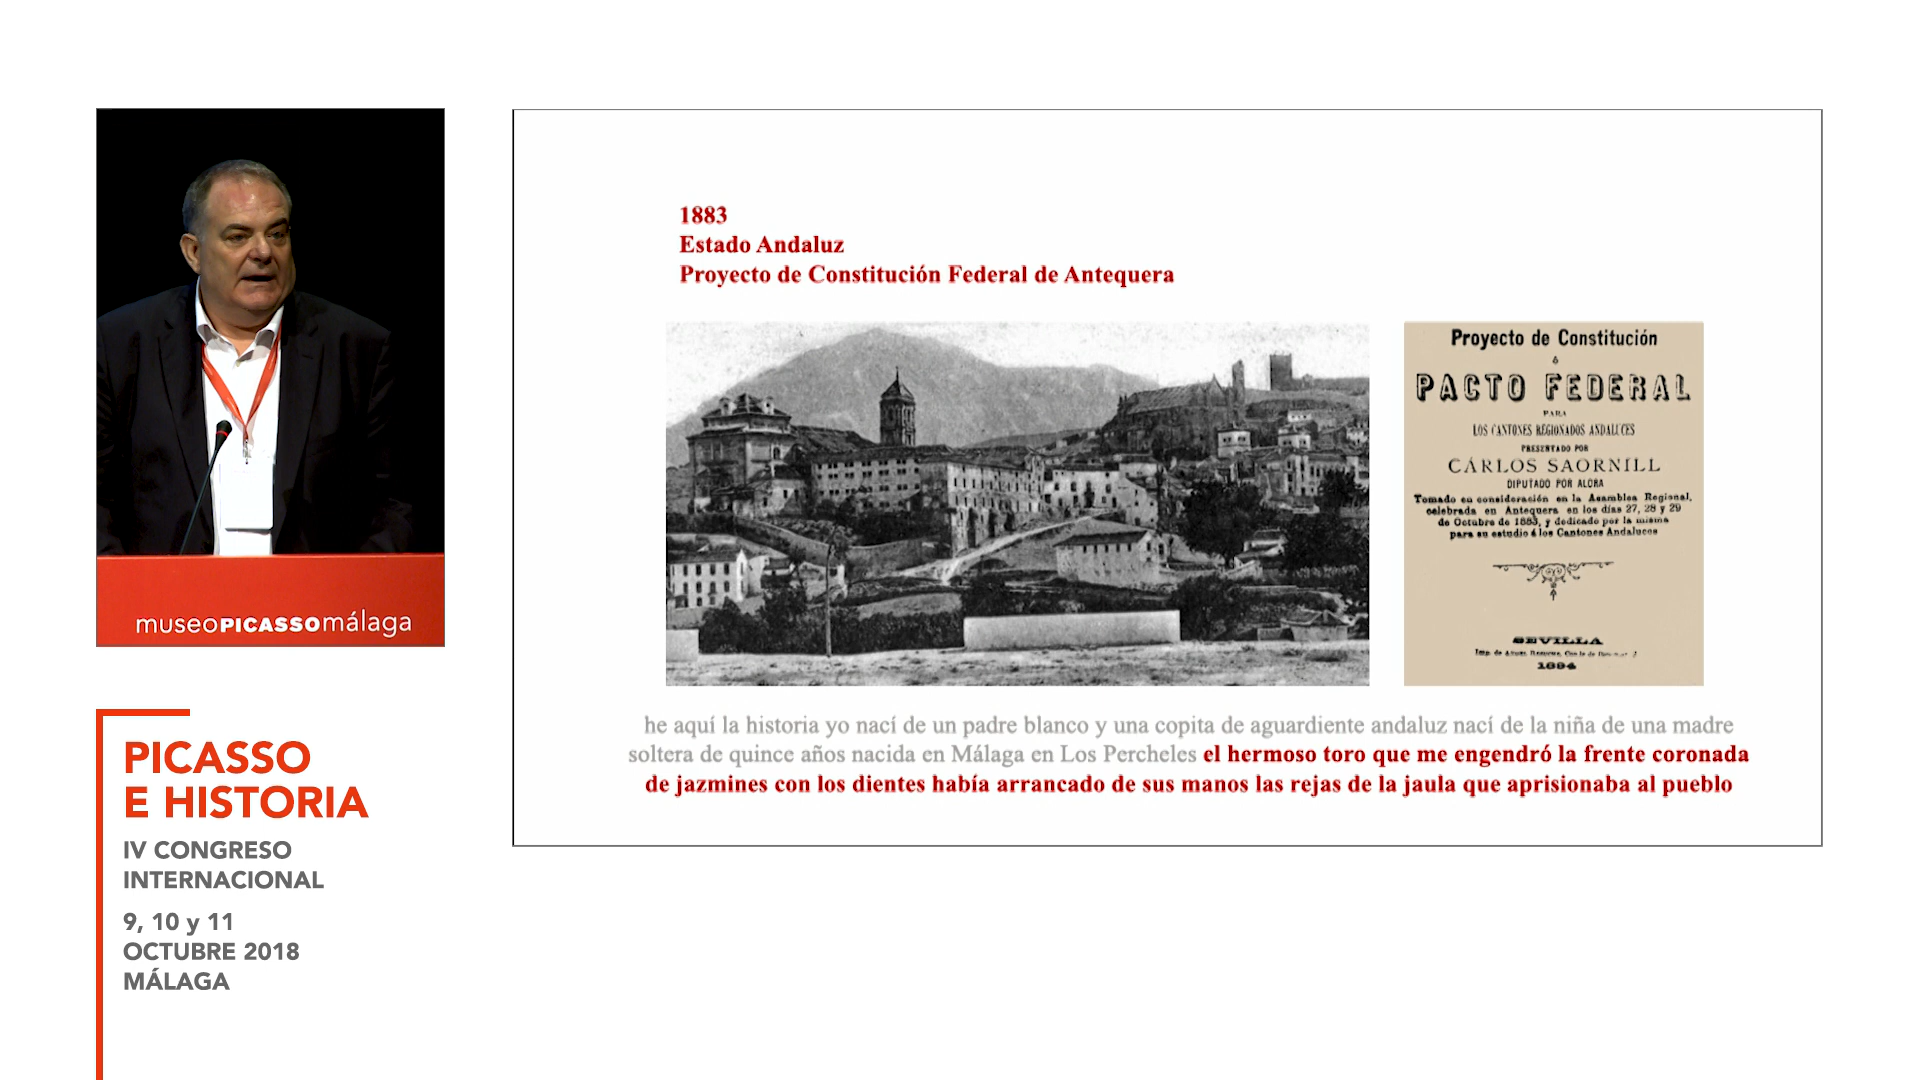 museoPICASSOmálaga
PICASSO
E HISTORIA
IV CONGRESO
INTERNACIONAL
9, 10 y 11
OCTUBRE 2018
MÁLAGA
1883
Estado Andaluz
Proyecto de Constitución Federal de Antequera
Proyecto de Constitución
ó
PACTO FEDERAL
PARA
LOS CANTONES REGIONADOS ANDALUCES
PRESENTADO POR
CÁRLOS SAORNILL
DIPUTADO POR ALORA
Tomado en consideración en la Asamblea Regional,
celebrada en Antequera en los días 27, 28 y 29
de Octubre de 1883, y dedicado por la misma
para su estudio á los Cantones Andaluces
SEVILLA
Imp. de
1894
he aquí la historia yo nací de un padre blanco y una copita de aguardiente andaluz nací de la niña de una madre
soltera de quince años nacida en Málaga en Los Percheles el hermoso toro que me engendró la frente coronada
de jazmines con los dientes había arrancado de sus manos las rejas de la jaula que aprisionaba al pueblo